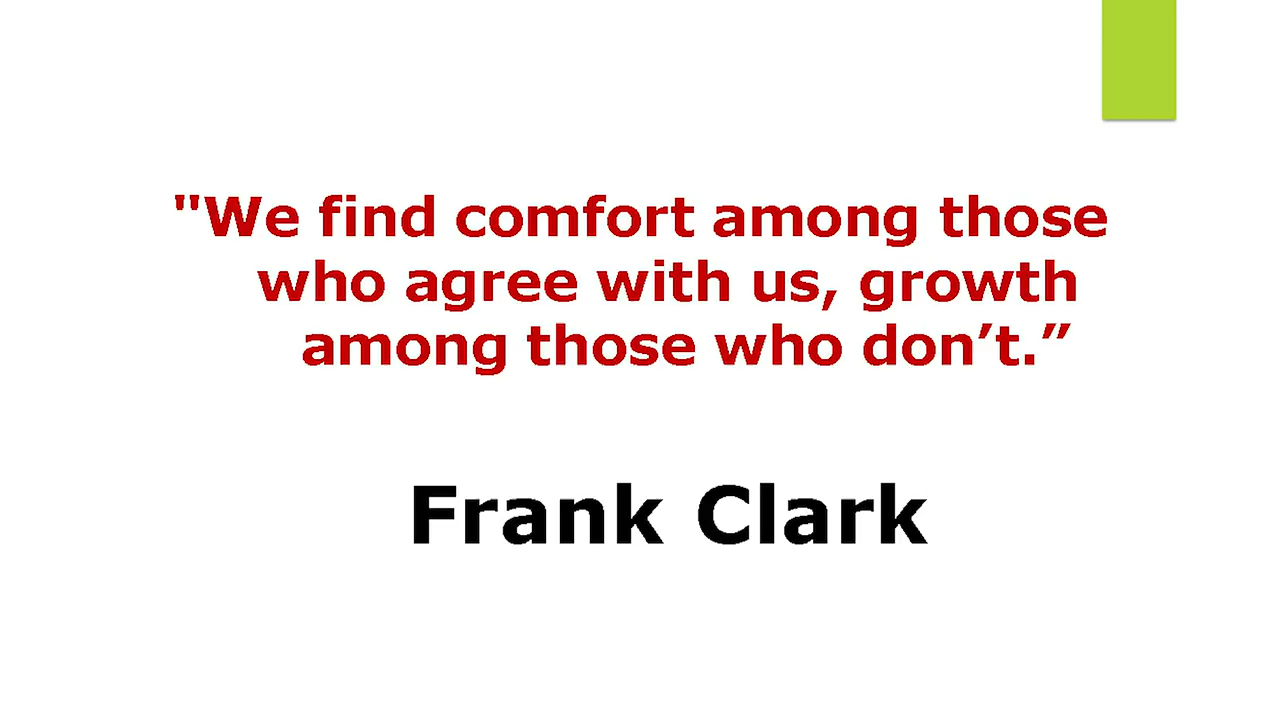 "We find comfort among those
who agree with us, growth
among those who don’t.”
Frank Clark